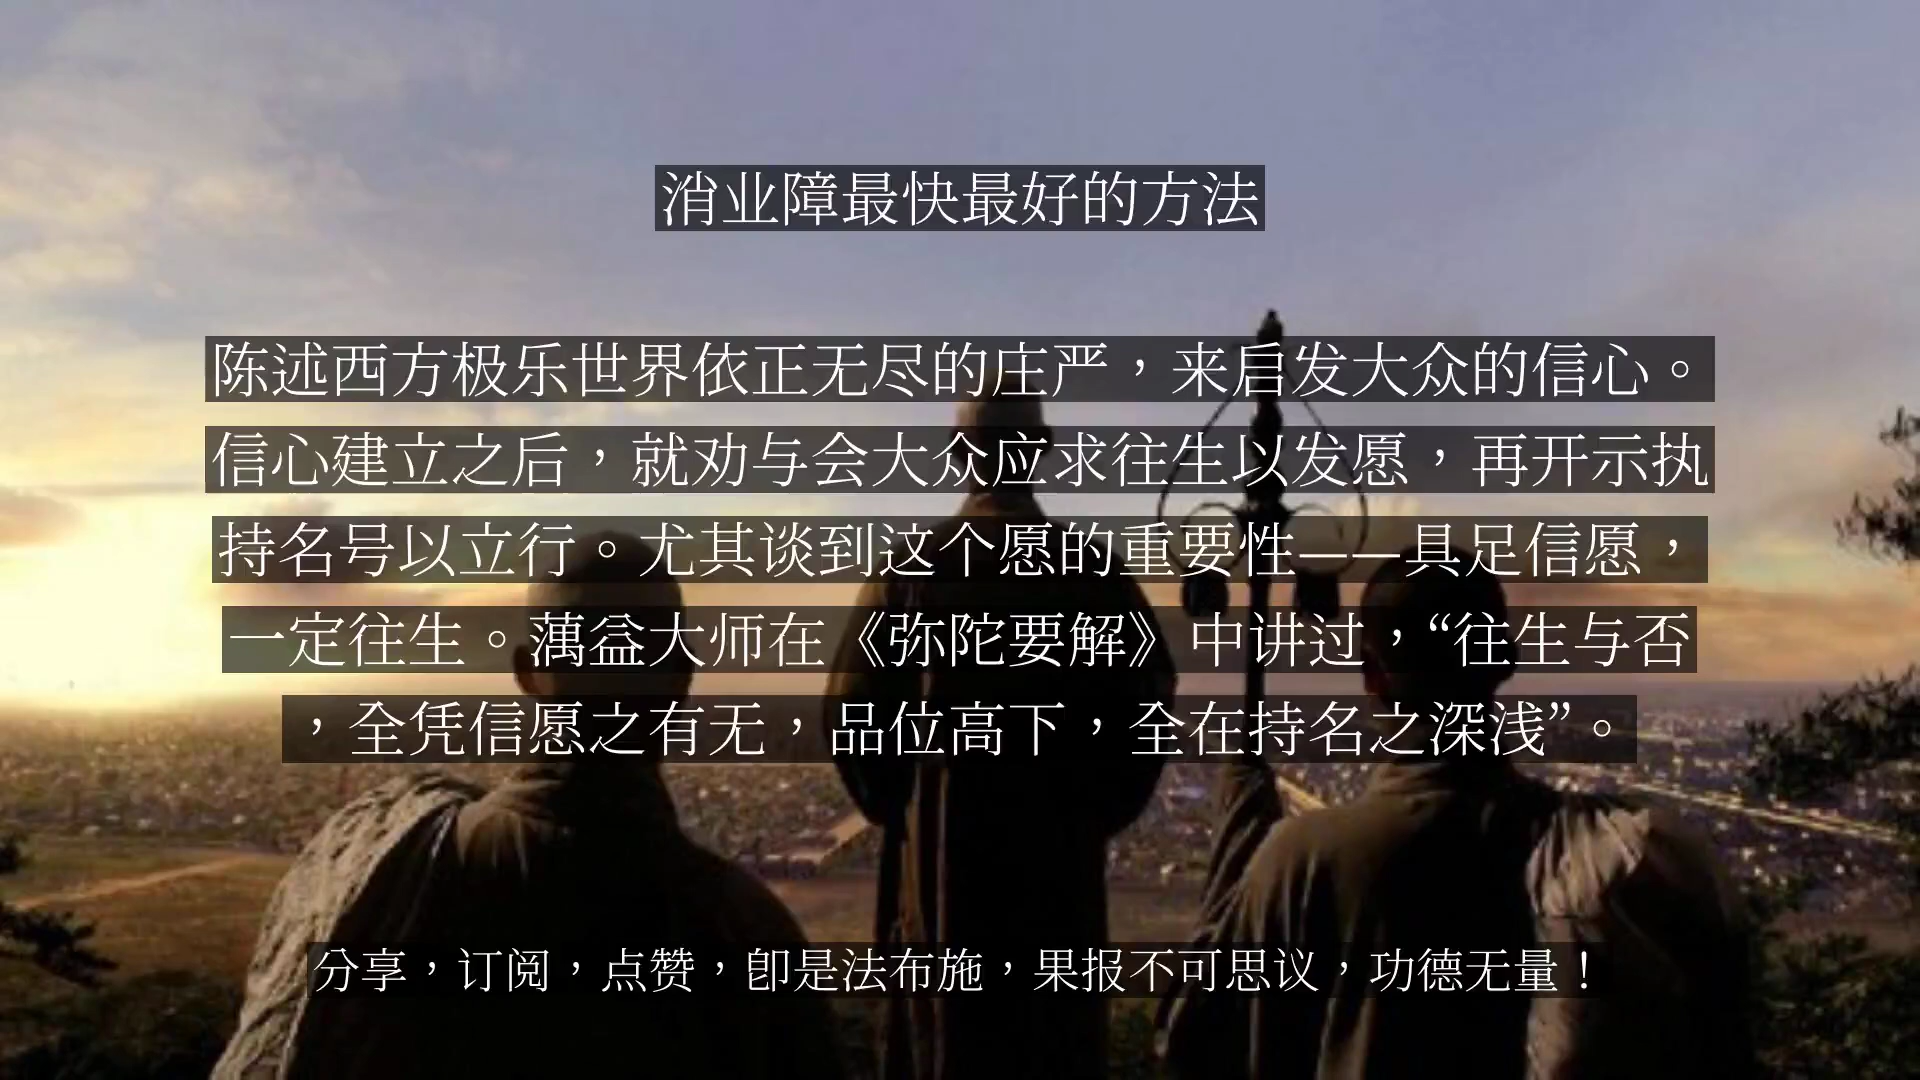 消业障最快最好的方法
陈述西方极乐世界依正无尽的庄严，来启发大众的信心。
信心建立之后，就劝与会大众应求往生以发愿，再开示执
持名号以立行。尤其谈到这个愿的重要性——具足信愿，
一定往生。蕅益大师在《弥陀要解》中讲过，“往生与否
，全凭信愿之有无，品位高下，全在持名之深浅”。
分享，订阅，点赞，即是法布施，果报不可思议，功德无量！